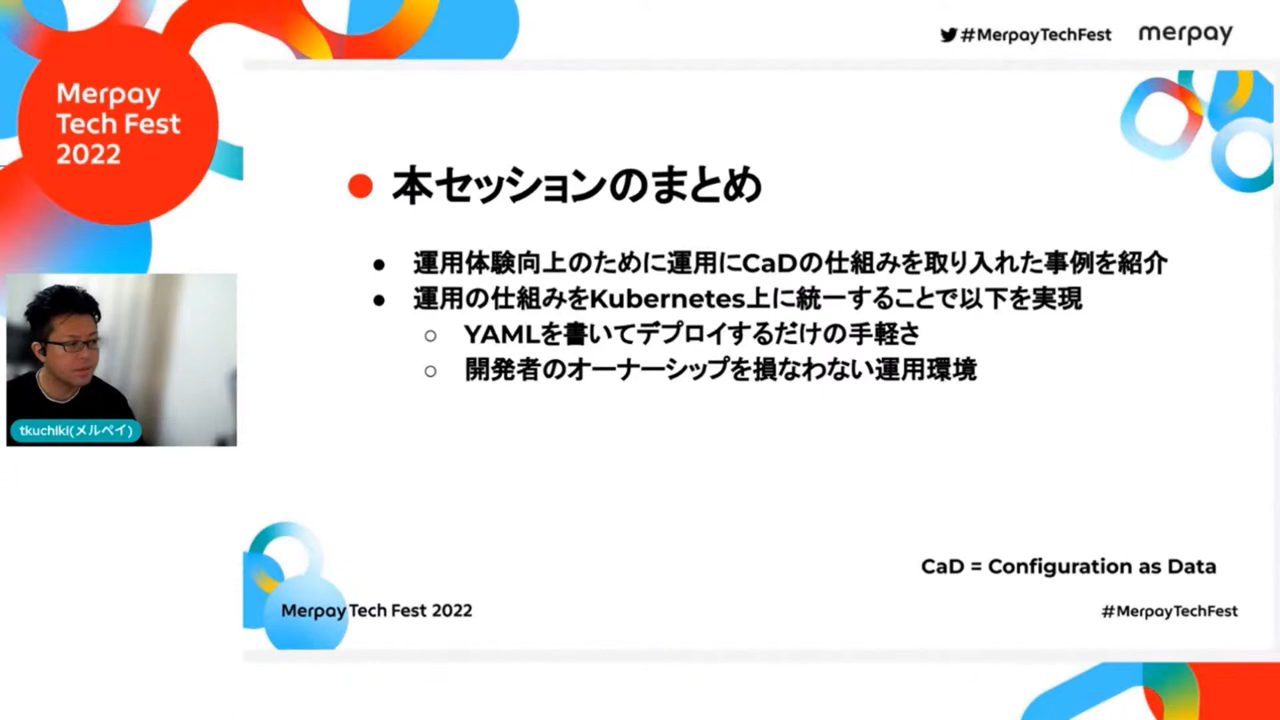 #MerpayTechFest
merpay
Merpay
Tech Fest
2022
本セッションのまとめ
● 運用体験向上のために運用にCaDの仕組みを取り入れた事例を紹介
● 運用の仕組みをKubernetes上に統一することで以下を実現
○ YAMLを書いてデプロイするだけの手軽さ
○ 開発者のオーナーシップを損なわない運用環境
tkuchiki(メルペイ)
CaD = Configuration as Data
Merpay Tech Fest 2022
#MerpayTechFest